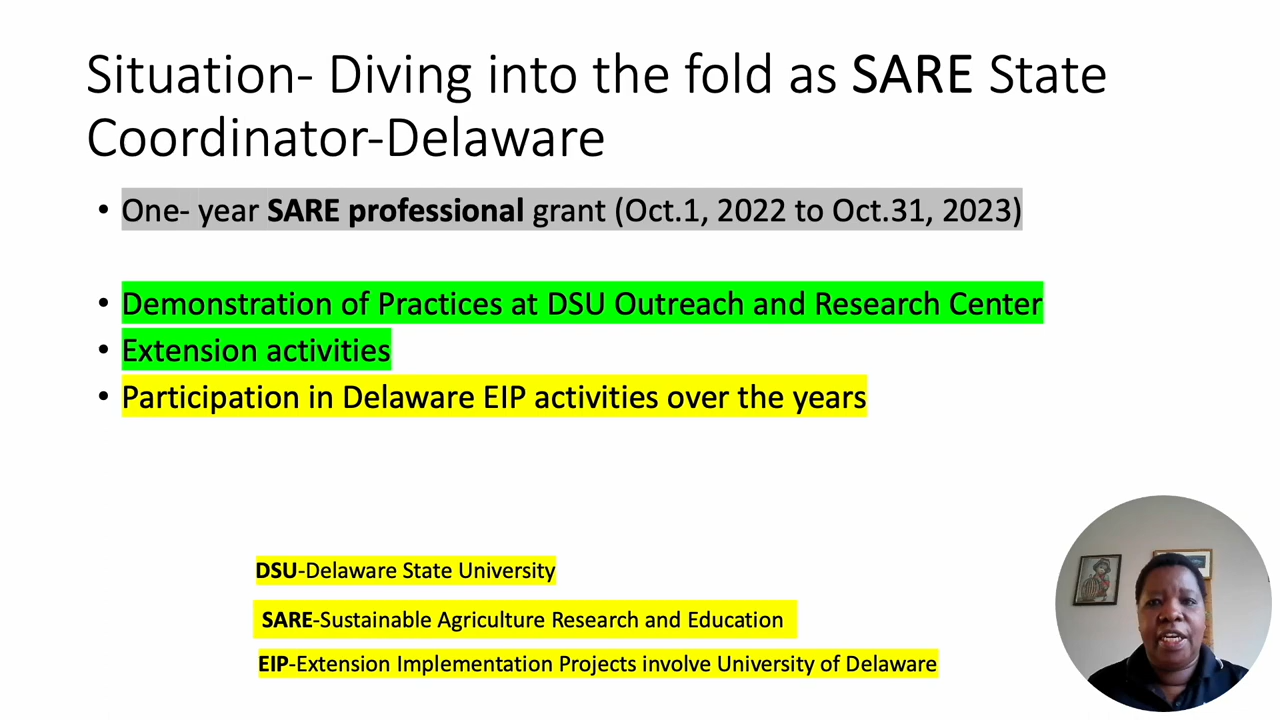 Situation- Diving into the fold as SARE State
Coordinator-Delaware
• One- year SARE professional grant (Oct.1, 2022 to Oct.31, 2023)
• Demonstration of Practices at DSU Outreach and Research Center
• Extension activities
• Participation in Delaware EIP activities over the years
DSU-Delaware State University
SARE-Sustainable Agriculture Research and Education
EIP-Extension Implementation Projects involve University of Delaware